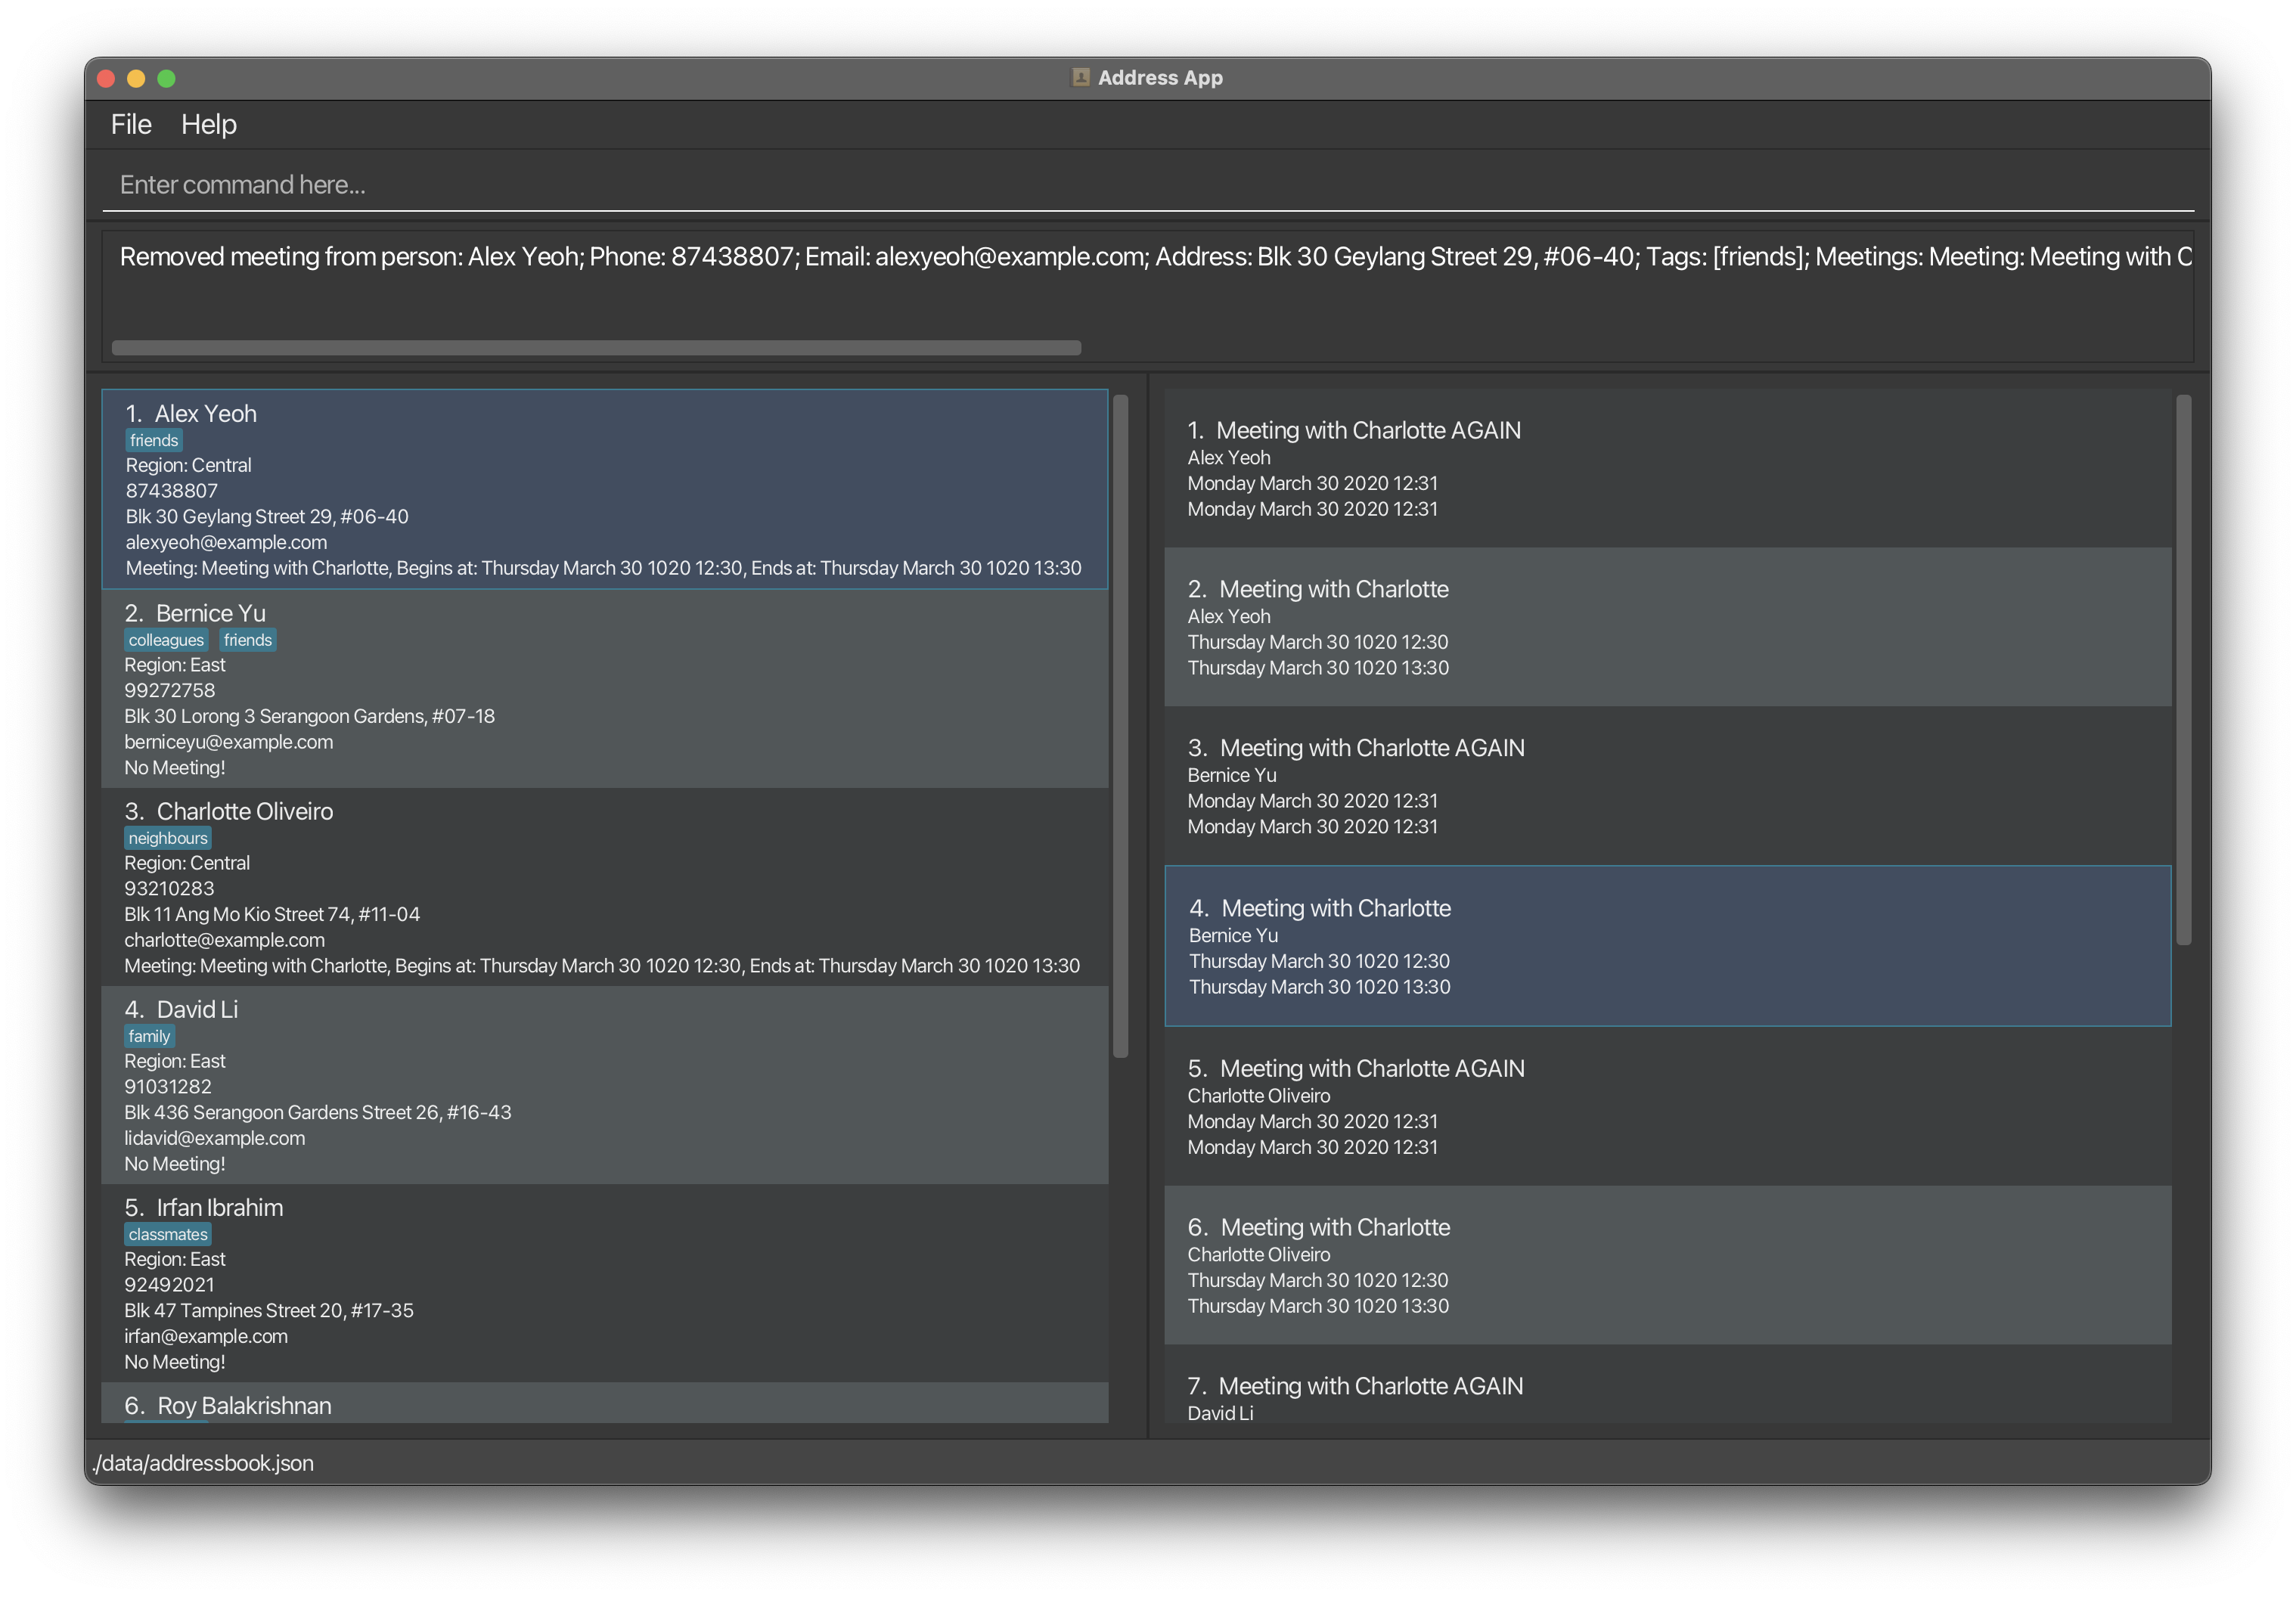 Address App
File Help
Enter command here...
Removed meeting from person: Alex Yeoh; Phone: 87438807; Email: alexyeoh@example.com; Address: Blk 30 Geylang Street 29, #06-40; Tags: [friends]; Meetings: Meeting: Meeting with C
1. Alex Yeoh
friends
Region: Central
87438807
Blk 30 Geylang Street 29, #06-40
alexyeoh@example.com
Meeting: Meeting with Charlotte, Begins at: Thursday March 30 1020 12:30, Ends at: Thursday March 30 1020 13:30
2. Bernice Yu
colleagues friends
Region: East
99272758
Blk 30 Lorong 3 Serangoon Gardens, #07-18
berniceyu@example.com
No Meeting!
3. Charlotte Oliveiro
neighbours
Region: Central
93210283
Blk 11 Ang Mo Kio Street 74, #11-04
charlotte@example.com
Meeting: Meeting with Charlotte, Begins at: Thursday March 30 1020 12:30, Ends at: Thursday March 30 1020 13:30
4. David Li
family
Region: East
91031282
Blk 436 Serangoon Gardens Street 26, #16-43
lidavid@example.com
No Meeting!
5. Irfan Ibrahim
classmates
Region: East
92492021
Blk 47 Tampines Street 20, #17-35
irfan@example.com
No Meeting!
6. Roy Balakrishnan
1. Meeting with Charlotte AGAIN
Alex Yeoh
Monday March 30 2020 12:31
Monday March 30 2020 12:31
2. Meeting with Charlotte
Alex Yeoh
Thursday March 30 1020 12:30
Thursday March 30 1020 13:30
3. Meeting with Charlotte AGAIN
Bernice Yu
Monday March 30 2020 12:31
Monday March 30 2020 12:31
4. Meeting with Charlotte
Bernice Yu
Thursday March 30 1020 12:30
Thursday March 30 1020 13:30
5. Meeting with Charlotte AGAIN
Charlotte Oliveiro
Monday March 30 2020 12:31
Monday March 30 2020 12:31
6. Meeting with Charlotte
Charlotte Oliveiro
Thursday March 30 1020 12:30
Thursday March 30 1020 13:30
7. Meeting with Charlotte AGAIN
David Li
./data/addressbook.json